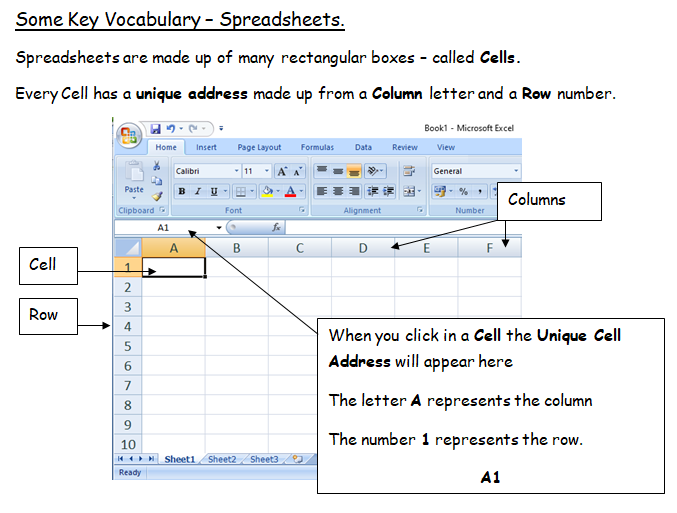 Some Key Vocabulary – Spreadsheets.
Spreadsheets are made up of many rectangular boxes – called Cells.
Every Cell has a unique address made up from a Column letter and a Row number.
Book1 - Microsoft Excel
Home Insert Page Layout Formulas Data Review View
Calibri 11 A A General
Paste B I U A % ,
Clipboard Font Alignment Number
Columns
A1 fx
A B C D E F
Cell
1
2
3
Row
4
5
6
7
8
9
10
When you click in a Cell the Unique Cell
Address will appear here
The letter A represents the column
The number 1 represents the row.
A1
Sheet1 Sheet2 Sheet3
Ready